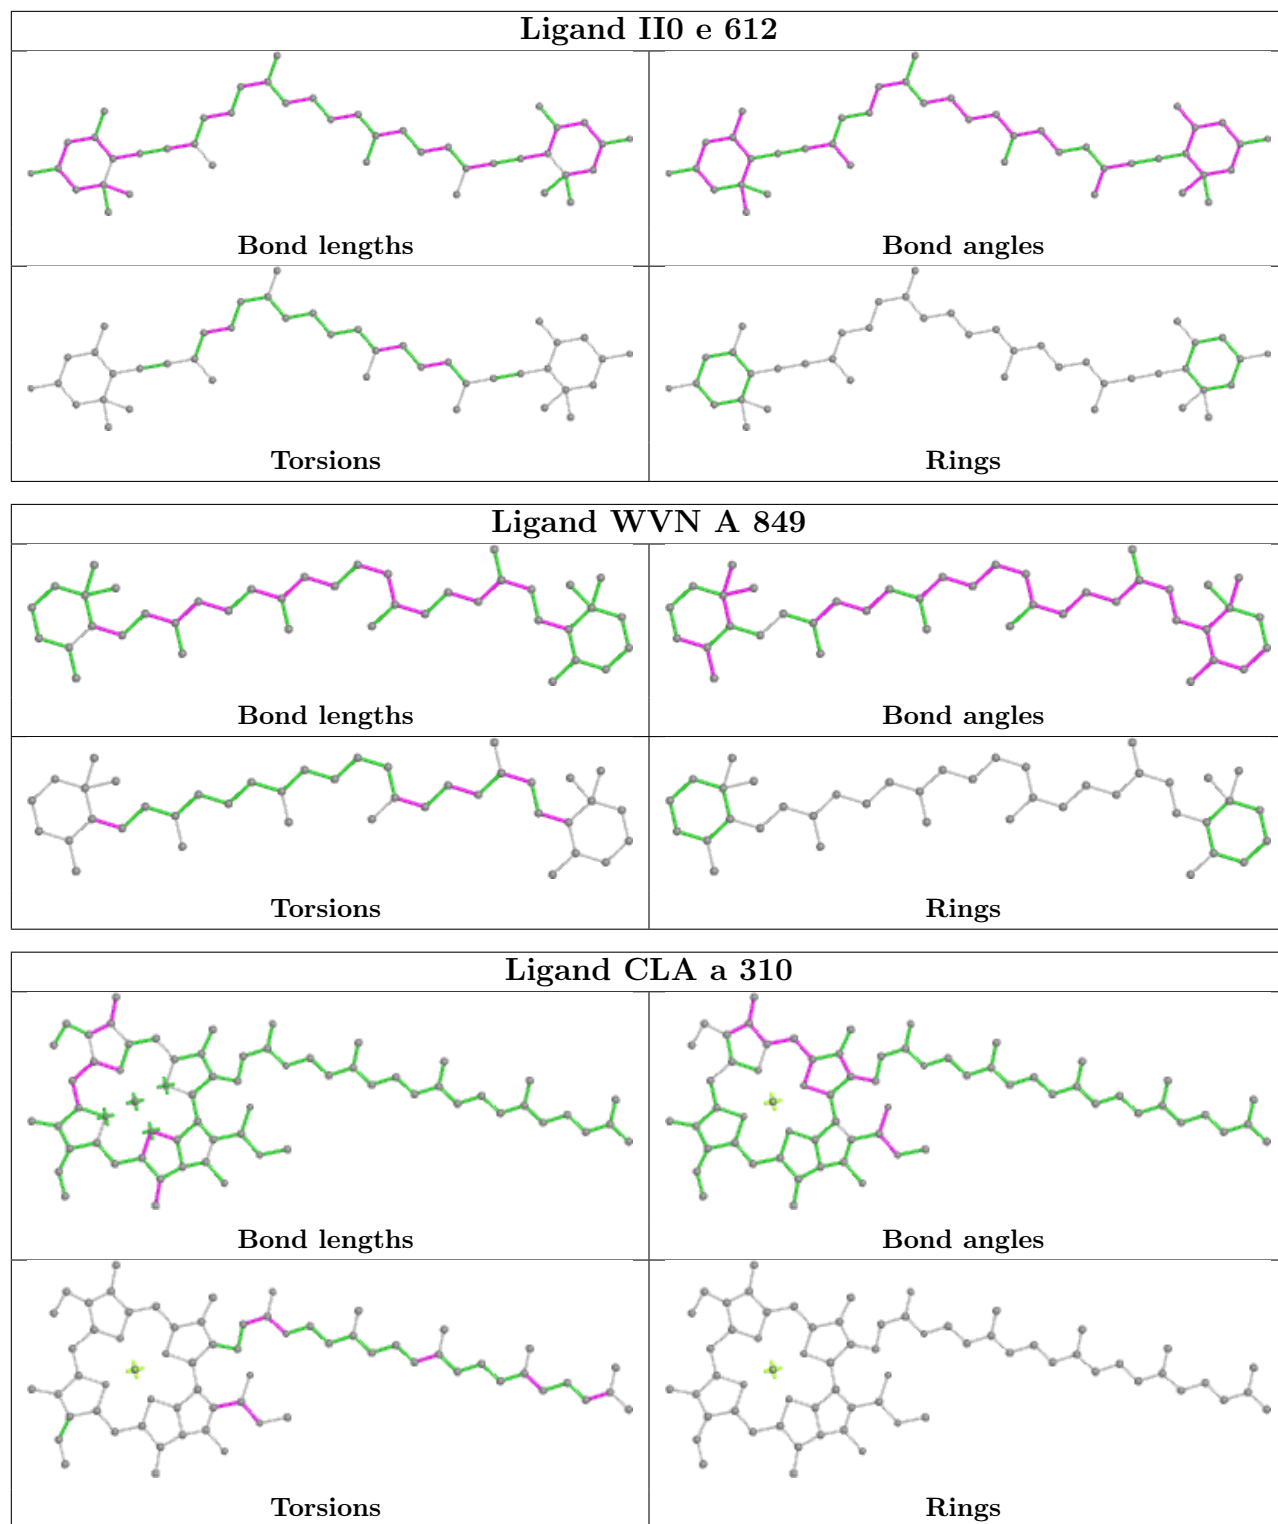 Ligand II0 e 612
Bond lengths
Bond angles
Torsions
Rings
Ligand WVN A 849
Bond lengths
Bond angles
Torsions
Rings
Ligand CLA a 310
Bond lengths
Bond angles
Torsions
Rings